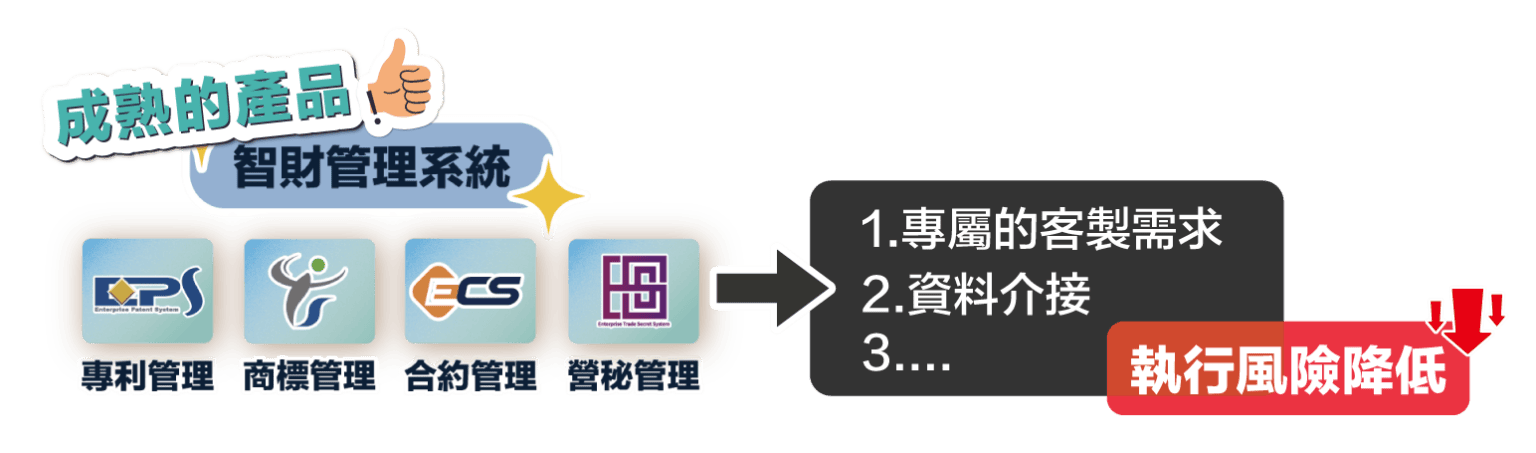 成熟的產品
智財管理系統
EPS
Enterprise Patent System
ECS
Enterprise Trade Secret System
專利管理
商標管理
合約管理
營秘管理
1.專屬的客製需求
2.資料介接
3....
執行風險降低